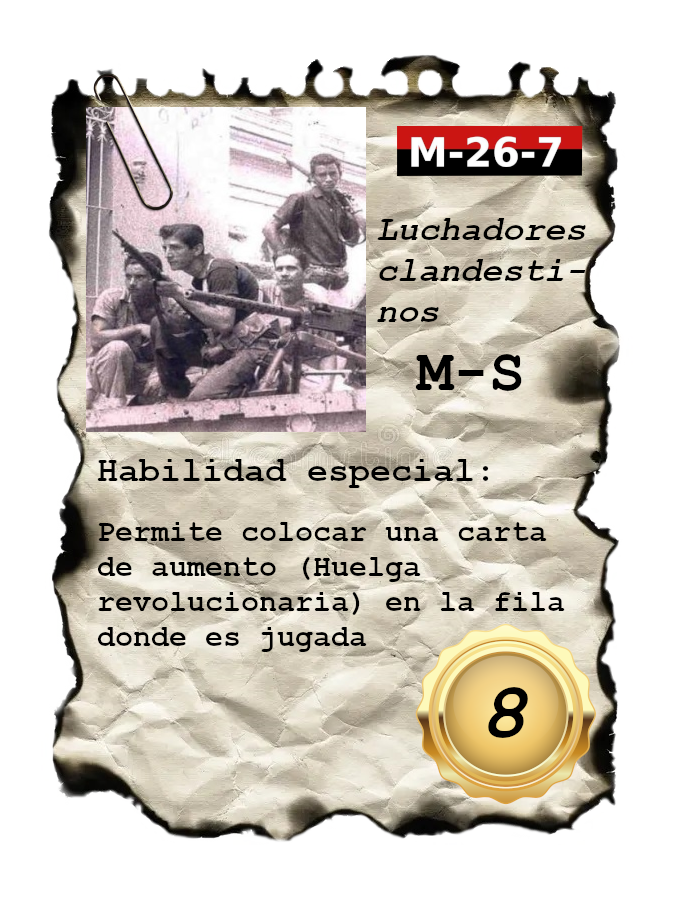 M-26-7
Luchadores
clandesti-
nos
M-S
Habilidad especial:
Permite colocar una carta
de aumento (Huelga
revolucionaria) en la fila
donde es jugada
8